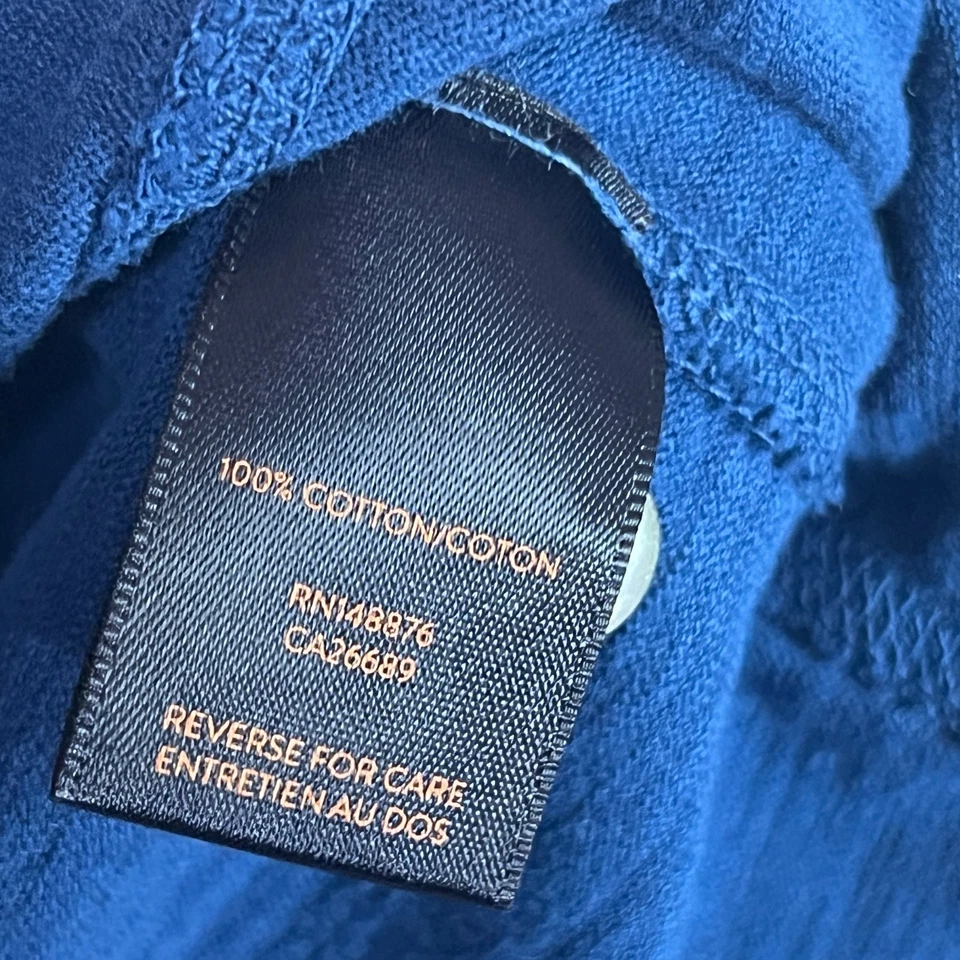 100% COTTON/COTON
RN148876
CA26689
REVERSE FOR CARE
ENTRETIEN AU DOS